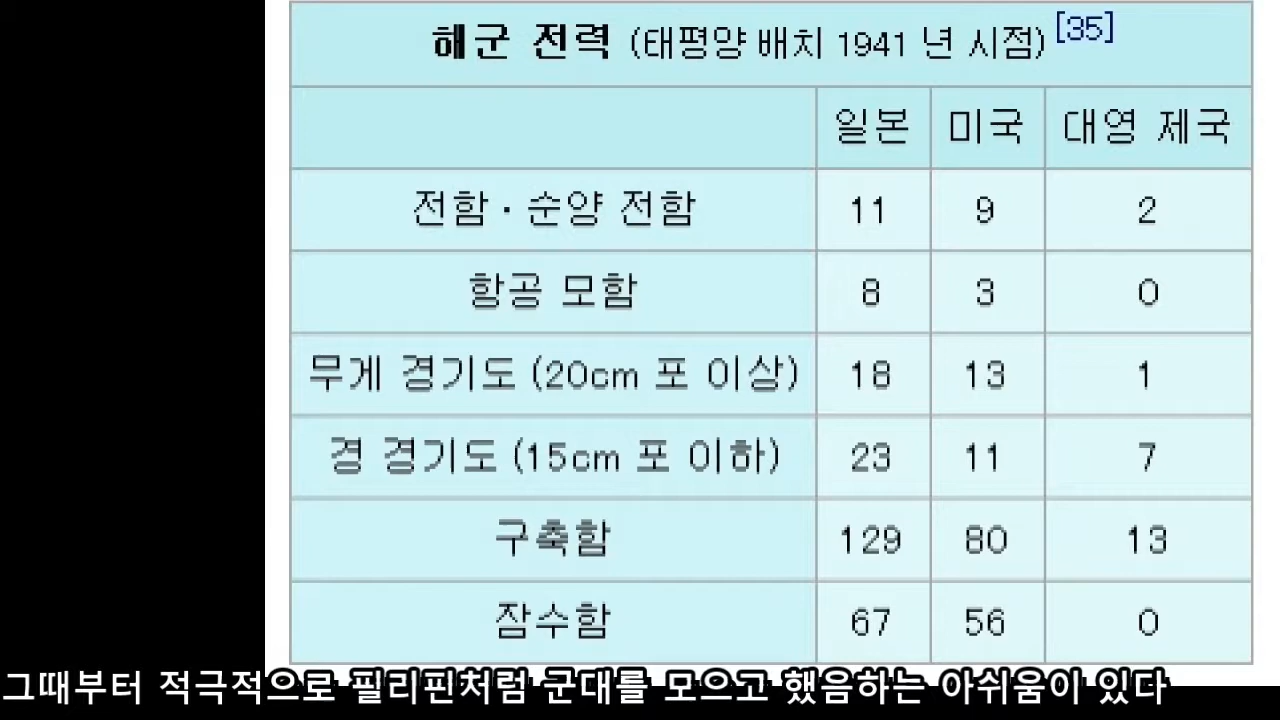 해군 전력 (태평양 배치 1941 년 시점) [35]
일본 미국 대영 제국
전함 · 순양 전함 11 9 2
항공 모함 8 3 0
무게 경기도 (20cm 포 이상) 18 13 1
경 경기도 (15cm 포 이하) 23 11 7
구축함 129 80 13
잠수함 67 56 0
그때부터 적극적으로 필리핀처럼 군대를 모으고 했음하는 아쉬움이 있다